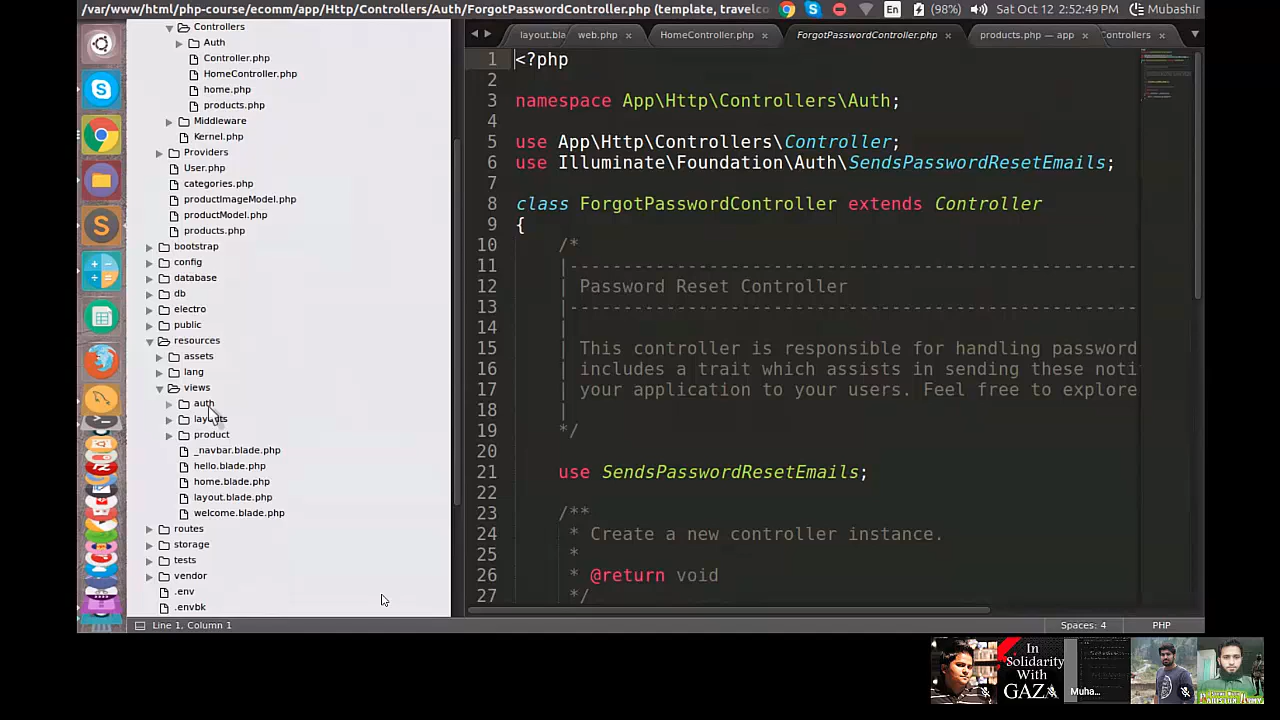 /var/www/html/php-course/ecomm/app/Http/Controllers/Auth/ForgotPasswordController.php (template, travelco
En
(98%)
Sat Oct 12 2:52:49 PM
Mubashir
Controllers
Auth
Controller.php
HomeController.php
home.php
products.php
Middleware
Kernel.php
Providers
User.php
categories.php
productImageModel.php
productModel.php
products.php
bootstrap
config
database
db
electro
public
resources
assets
lang
views
auth
layouts
product
_navbar.blade.php
hello.blade.php
home.blade.php
layout.blade.php
welcome.blade.php
routes
storage
tests
vendor
.env
.envbk
layout.bla
web.php
HomeController.php
ForgotPasswordController.php
products.php — app
Controllers
1 <?php
2
3 namespace App\Http\Controllers\Auth;
4
5 use App\Http\Controllers\Controller;
6 use Illuminate\Foundation\Auth\SendsPasswordResetEmails;
7
8 class ForgotPasswordController extends Controller
9 {
10 /*
11 |------------------------------------------------------
12 | Password Reset Controller
13 |------------------------------------------------------
14 |
15 | This controller is responsible for handling password
16 | includes a trait which assists in sending these noti
17 | your application to your users. Feel free to explore
18 |
19 */
20
21 use SendsPasswordResetEmails;
22
23 /**
24 * Create a new controller instance.
25 *
26 * @return void
27 */
Line 1, Column 1
Spaces: 4
PHP
In
Solidarity
With
GAZA
Muha...